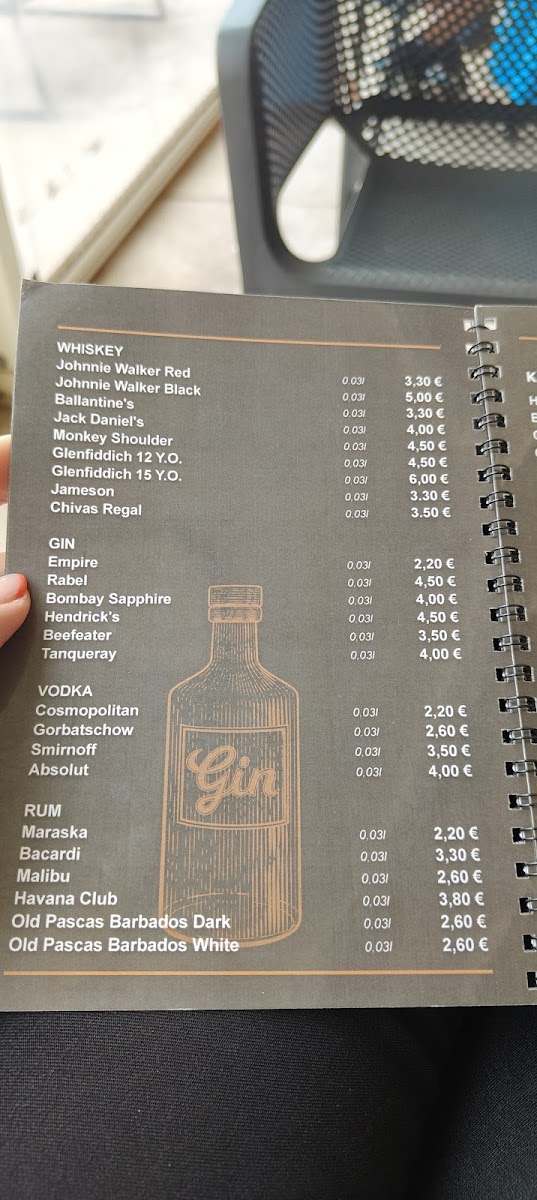 WHISKEY
Johnnie Walker Red 0,03l 3,30 €
Johnnie Walker Black 0,03l 5,00 €
Ballantine's 0,03l 3,30 €
Jack Daniel's 0,03l 4,00 €
Monkey Shoulder 0,03l 4,50 €
Glenfiddich 12 Y.O. 0,03l 4,50 €
Glenfiddich 15 Y.O. 0,03l 6,00 €
Jameson 0,03l 3.30 €
Chivas Regal 0,03l 3.50 €
GIN
Empire 0,03l 2,20 €
Rabel 0,03l 4,50 €
Bombay Sapphire 0,03l 4,00 €
Hendrick's 0,03l 4,50 €
Beefeater 0,03l 3,50 €
Tanqueray 0,03l 4,00 €
VODKA
Cosmopolitan 0,03l 2,20 €
Gorbatschow 0,03l 2,60 €
Smirnoff 0,03l 3,50 €
Absolut 0,03l 4,00 €
Gin
RUM
Maraska 0,03l 2,20 €
Bacardi 0,03l 3,30 €
Malibu 0,03l 2,60 €
Havana Club 0,03l 3,80 €
Old Pascas Barbados Dark 0,03l 2,60 €
Old Pascas Barbados White 0,03l 2,60 €